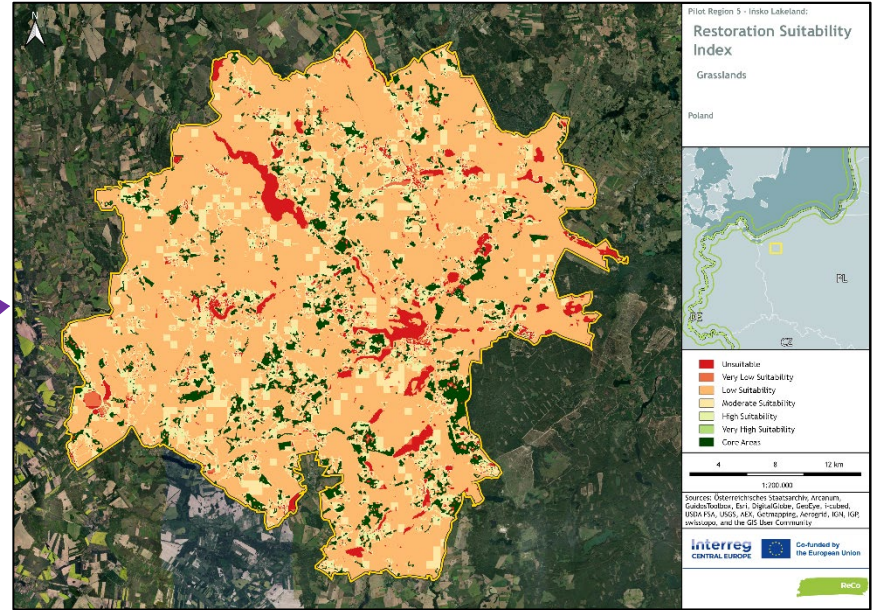 N
Pilot Region 5 - Ińsko Lakeland:
Restoration Suitability
Index
Grasslands
Poland
PL
DE
CZ
Unsuitable
Very Low Suitability
Low Suitability
Moderate Suitability
High Suitability
Very High Suitability
Core Areas
4 8 12 km
1:200.000
Sources: Österreichisches Staatsarchiv, Arcanum,
GuidosToolbox, Esri, DigitalGlobe, GeoEye, i-cubed,
USDA FSA, USGS, AEX, Getmapping, Aerogrid, IGN, IGP,
swisstopo, and the GIS User Community
Interreg
CENTRAL EUROPE
Co-funded by
the European Union
ReCo